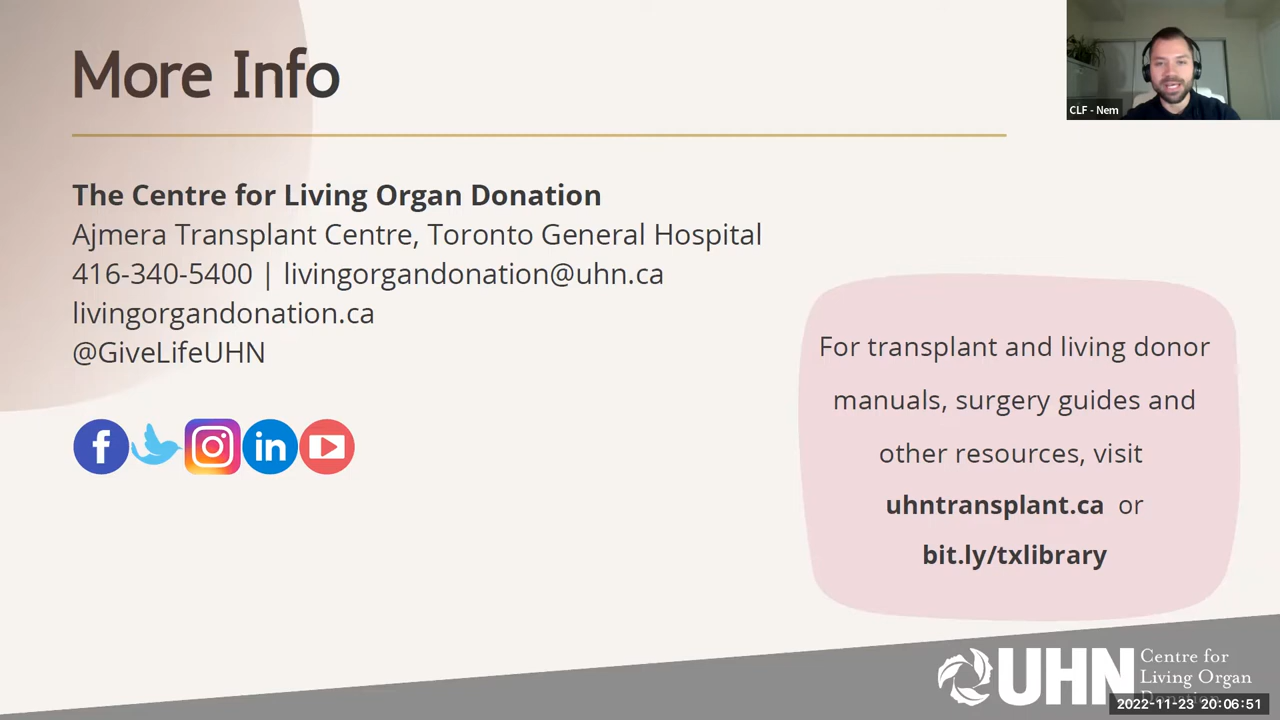 More Info
CLF - Nem
The Centre for Living Organ Donation
Ajmera Transplant Centre, Toronto General Hospital
416-340-5400 | livingorgandonation@uhn.ca
livingorgandonation.ca
@GiveLifeUHN
f
in
For transplant and living donor
manuals, surgery guides and
other resources, visit
uhntransplant.ca or
bit.ly/txlibrary
UHN
Centre for
Living Organ
Donation
2022-11-23 20:06:51